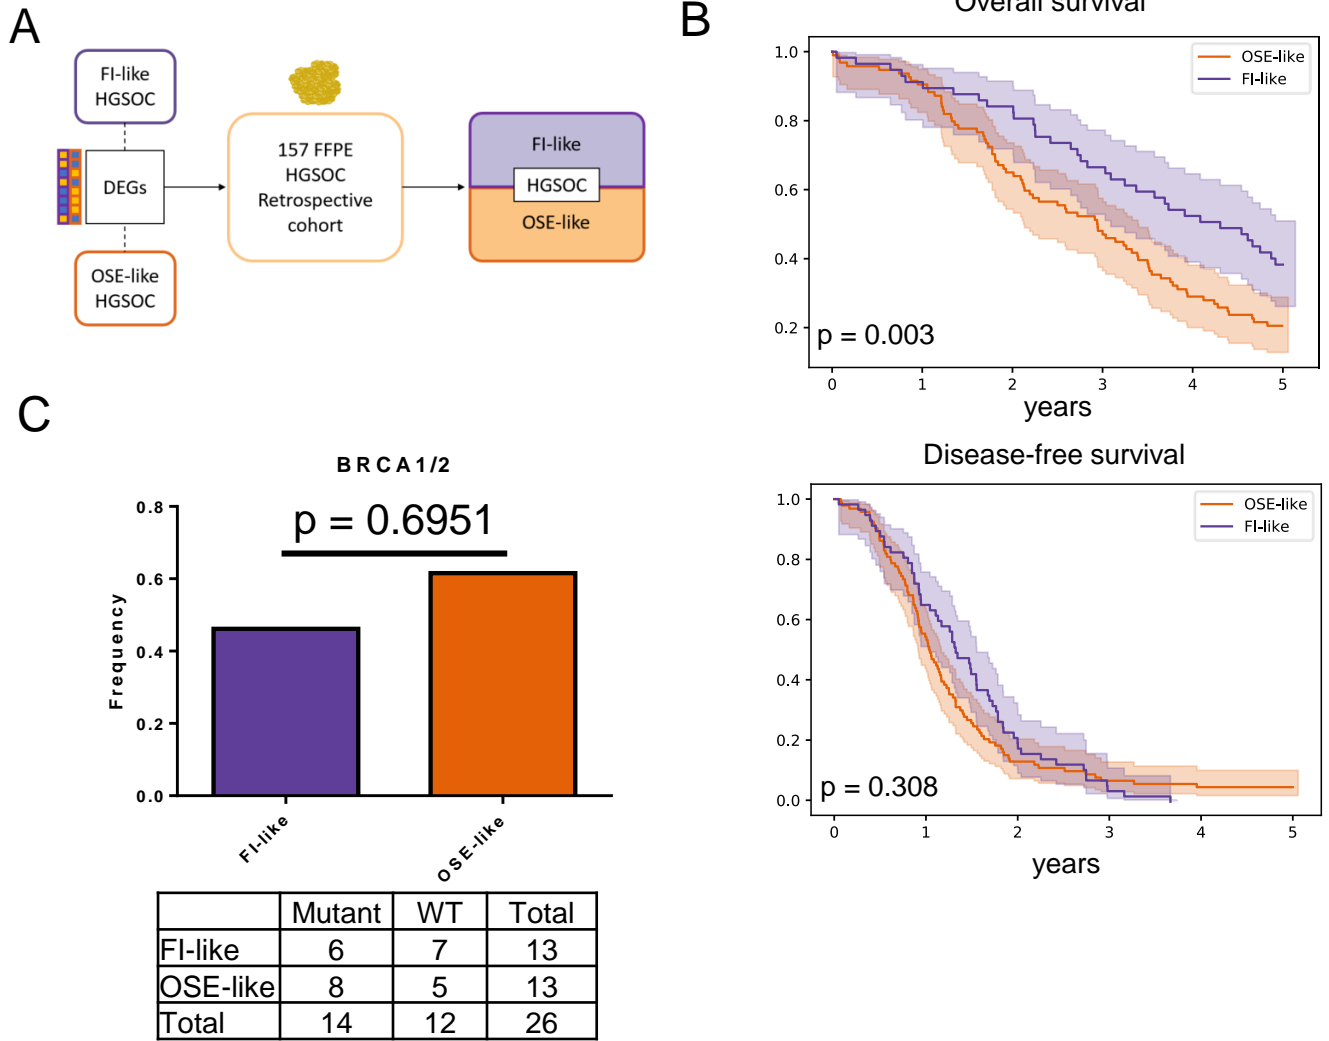 A
FI-like
HGSOC
DEGs
OSE-like
HGSOC
157 FFPE
HGSOC
Retrospective
cohort
FI-like
HGSOC
OSE-like
B
Overall survival
1.0
0.8
0.6
0.4
0.2
OSE-like
FI-like
p = 0.003
0 1 2 3 4 5
years
Disease-free survival
1.0
0.8
0.6
0.4
0.2
0.0
OSE-like
FI-like
p = 0.308
0 1 2 3 4 5
years
C
BRCA1/2
p = 0.6951
Frequency
0.8
0.6
0.4
0.2
0.0
FI-like
OSE-like
Mutant WT Total
FI-like 6 7 13
OSE-like 8 5 13
Total 14 12 26